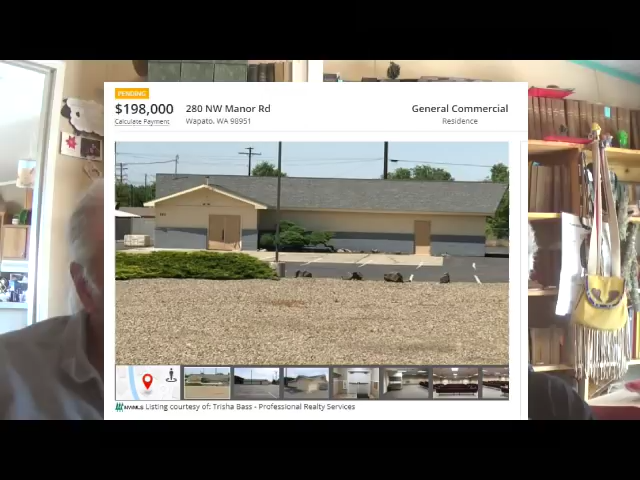 PENDING
$198,000 280 NW Manor Rd General Commercial
Calculate Payment Wapato, WA 98951 Residence
Listing courtesy of: Trisha Bass - Professional Realty Services